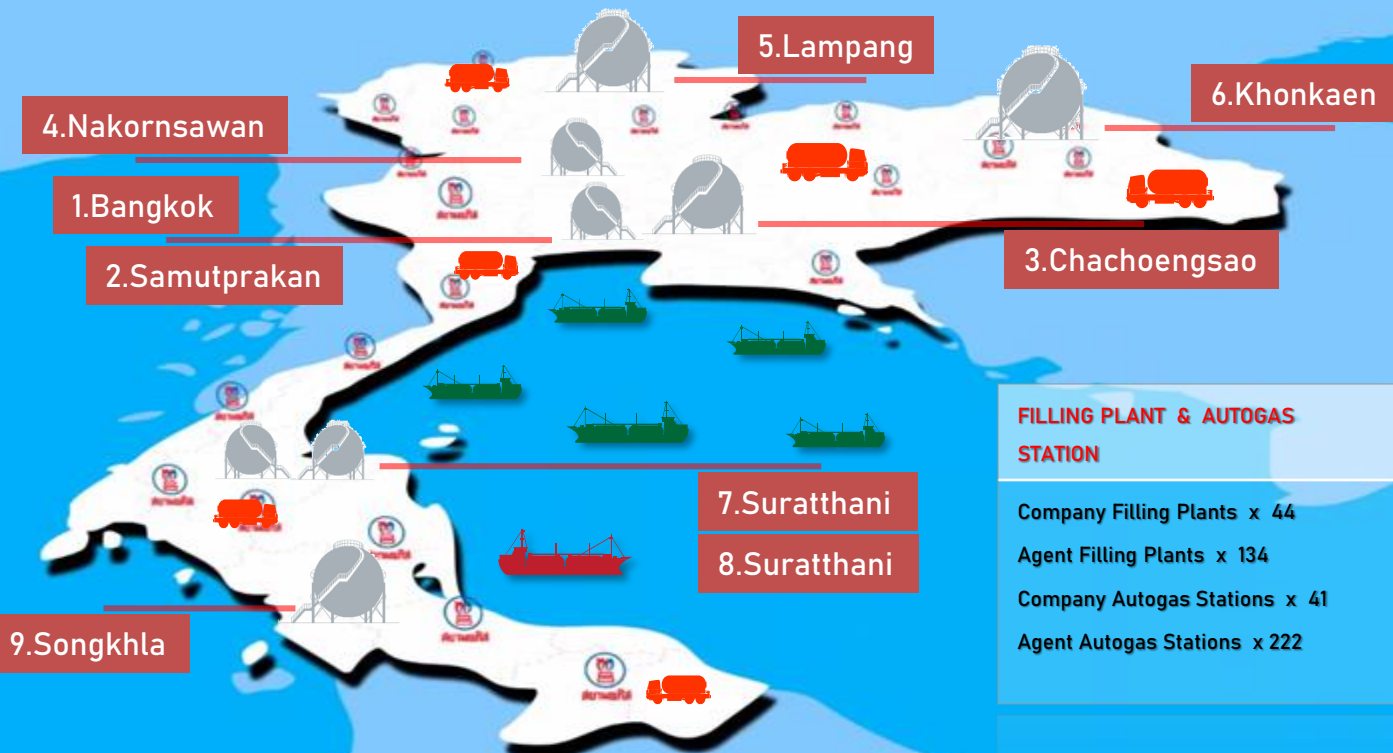 5.Lampang
6.Khonkaen
4.Nakornsawan
1.Bangkok
2.Samutprakan
3.Chachoengsao
FILLING PLANT & AUTOGAS
STATION
Company Filling Plants x 44
Agent Filling Plants x 134
Company Autogas Stations x 41
Agent Autogas Stations x 222
7.Suratthani
8.Suratthani
9.Songkhla